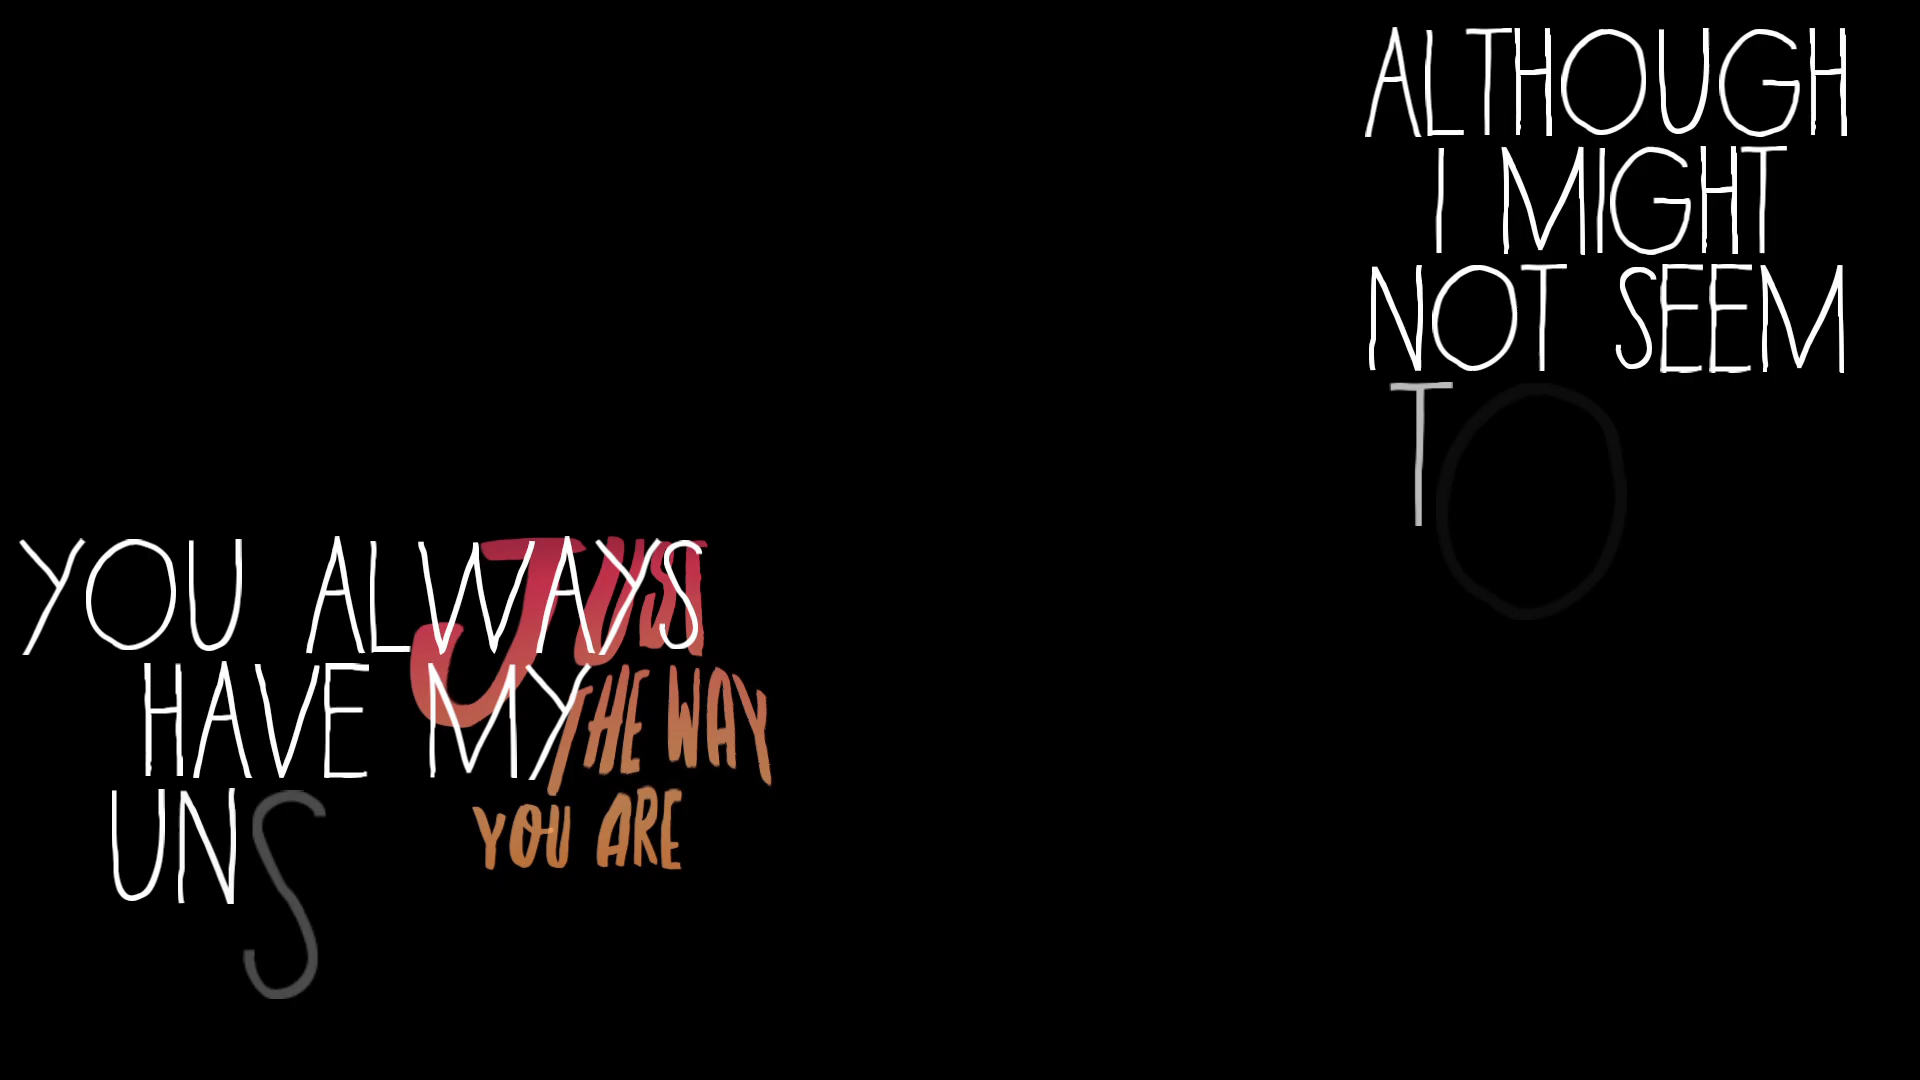 ALTHOUGH
I MIGHT
NOT SEEM
TO
YOU ALWAYS
HAVE MY
UNS
JUST
THE WAY
YOU ARE